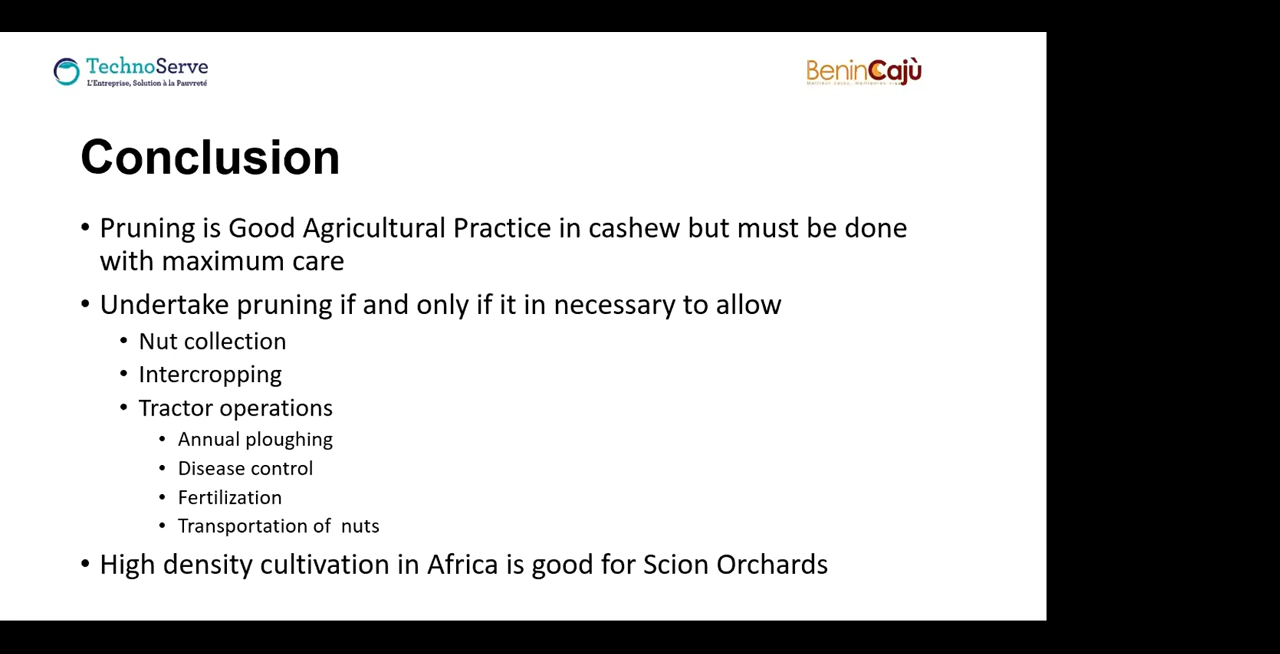 TechnoServe
L'Entreprise, Solution à la Pauvreté
BeninCajù
Conclusion
• Pruning is Good Agricultural Practice in cashew but must be done
with maximum care
• Undertake pruning if and only if it in necessary to allow
• Nut collection
• Intercropping
• Tractor operations
• Annual ploughing
• Disease control
• Fertilization
• Transportation of  nuts
• High density cultivation in Africa is good for Scion Orchards